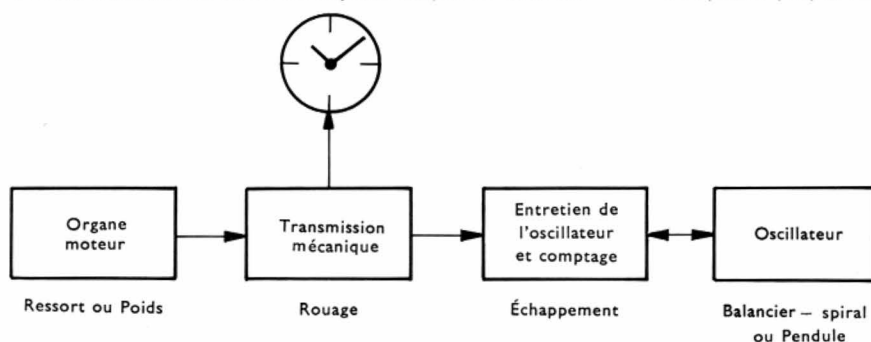 Organe
moteur
Transmission
mécanique
Entretien de
l'oscillateur
et comptage
Oscillateur
Ressort ou Poids
Rouage
Échappement
Balancier – spiral
ou Pendule